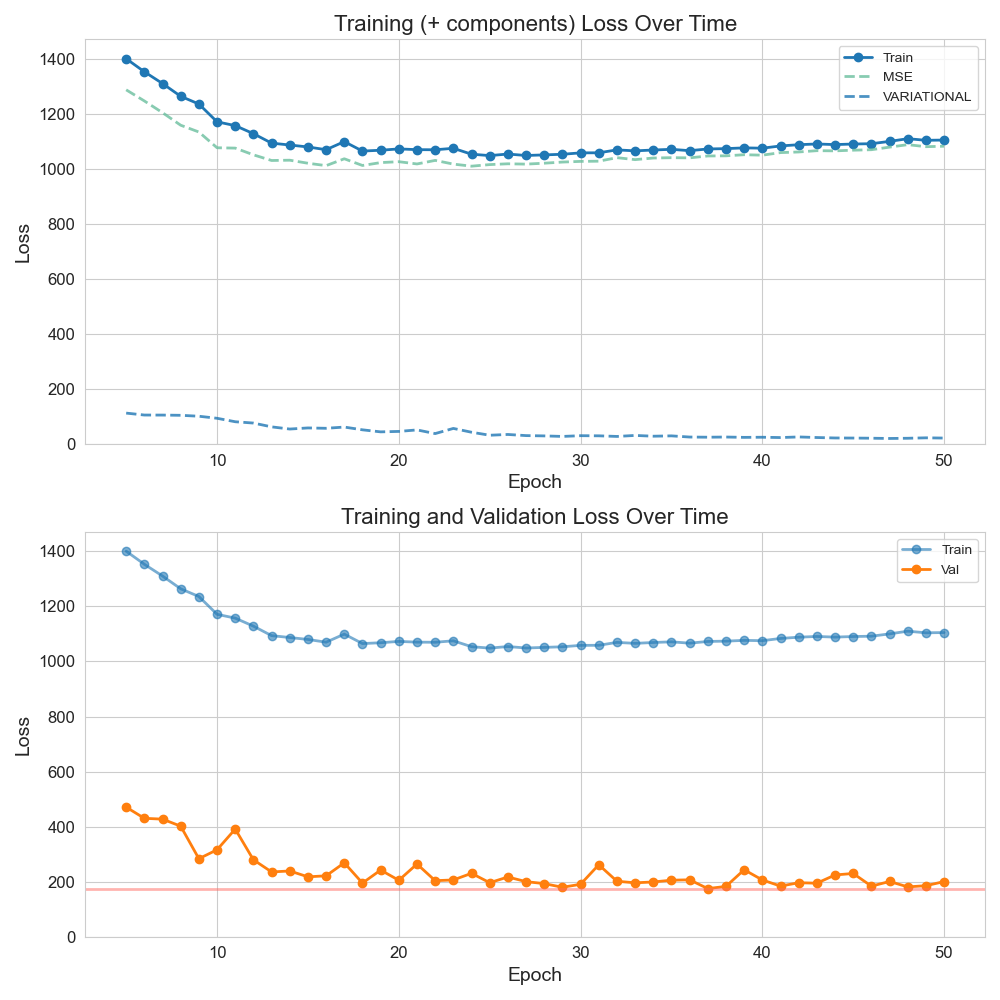 Training (+ components) Loss Over Time
1400
1200
1000
800
600
400
200
0
Loss
Train
MSE
VARIATIONAL
10 20 30 40 50
Epoch
Training and Validation Loss Over Time
1400
1200
1000
800
600
400
200
0
Loss
Train
Val
10 20 30 40 50
Epoch